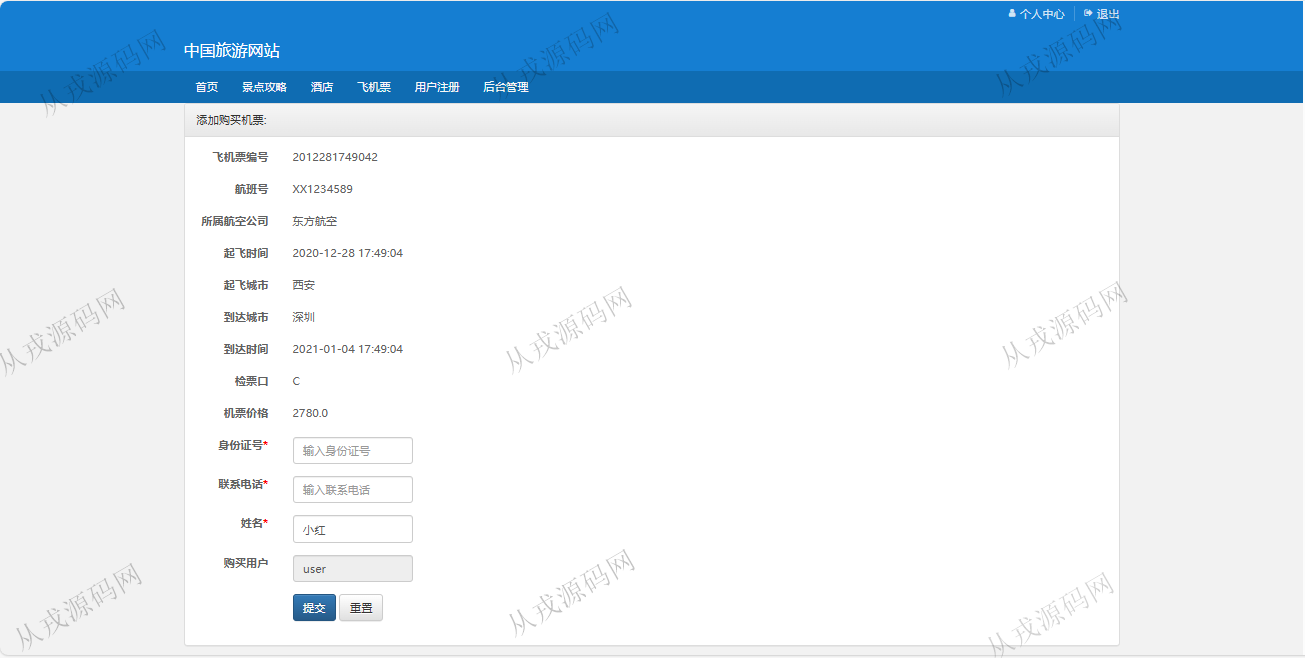 个人中心 退出
中国旅游网站
首页 景点攻略 酒店 飞机票 用户注册 后台管理
添加购买机票:
飞机票编号 2012281749042
航班号 XX1234589
所属航空公司 东方航空
起飞时间 2020-12-28 17:49:04
起飞城市 西安
到达城市 深圳
到达时间 2021-01-04 17:49:04
检票口 C
机票价格 2780.0
身份证号* 输入身份证号
联系电话* 输入联系电话
姓名* 小红
购买用户 user
提交 重置
从戎源码网
从戎源码网
从戎源码网
从戎源码网
从戎源码网
从戎源码网
从戎源码网
从戎源码网
从戎源码网